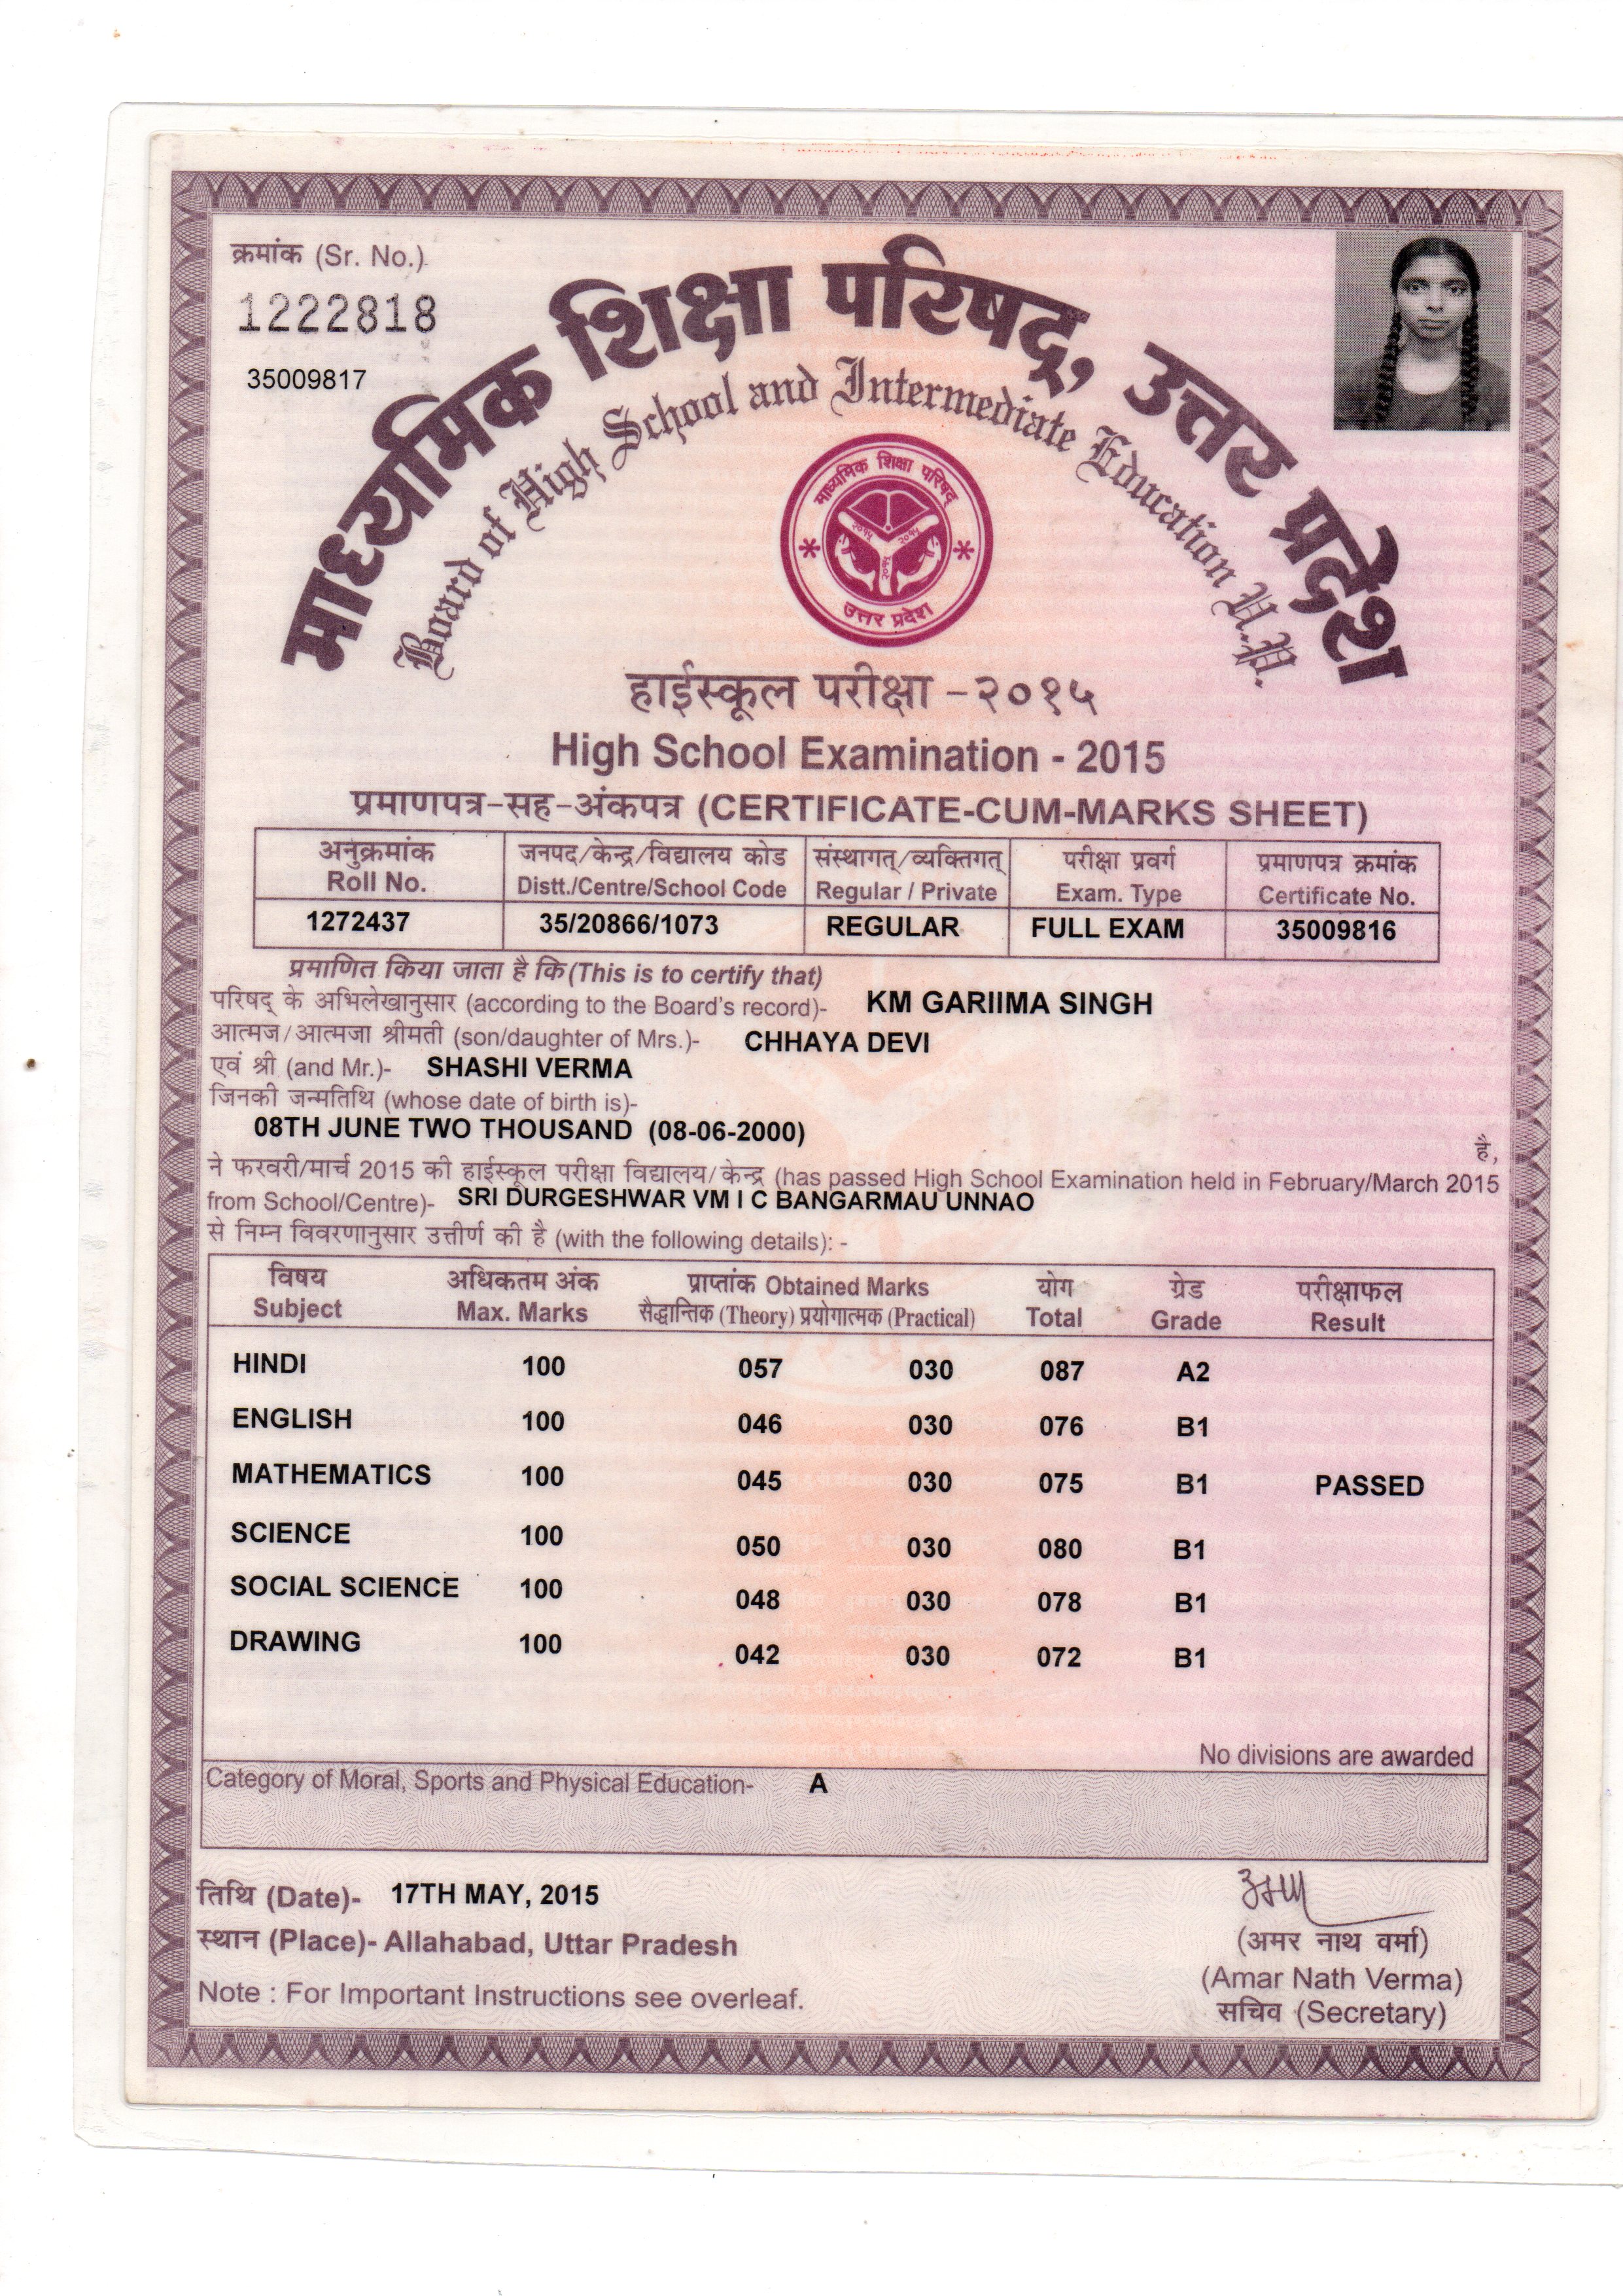 क्रमांक (Sr. No.)
1222818
35009817
माध्यमिक शिक्षा परिषद्, उत्तर प्रदेश
Board of High School and Intermediate Education U.P.
माध्यमिक शिक्षा परिषद्
२०१५ २०१५
२०१५
उत्तर प्रदेश
हाईस्कूल परीक्षा -२०१५
High School Examination - 2015
प्रमाणपत्र-सह-अंकपत्र (CERTIFICATE-CUM-MARKS SHEET)
अनुक्रमांक जनपद/केन्द्र/विद्यालय कोड संस्थागत्/व्यक्तिगत् परीक्षा प्रवर्ग प्रमाणपत्र क्रमांक
Roll No. Distt./Centre/School Code Regular / Private Exam. Type Certificate No.
1272437 35/20866/1073 REGULAR FULL EXAM 35009816
प्रमाणित किया जाता है कि (This is to certify that)
परिषद् के अभिलेखानुसार (according to the Board's record)- KM GARIIMA SINGH
आत्मज/आत्मजा श्रीमती (son/daughter of Mrs.)- CHHAYA DEVI
एवं श्री (and Mr.)- SHASHI VERMA
जिनकी जन्मतिथि (whose date of birth is)-
08TH JUNE TWO THOUSAND (08-06-2000)
है,
ने फरवरी/मार्च 2015 की हाईस्कूल परीक्षा विद्यालय/केन्द्र (has passed High School Examination held in February/March 2015
from School/Centre)- SRI DURGESHWAR VM I C BANGARMAU UNNAO
से निम्न विवरणानुसार उत्तीर्ण की है (with the following details): -
विषय अधिकतम अंक प्राप्तांक Obtained Marks योग ग्रेड परीक्षाफल
Subject Max. Marks सैद्धान्तिक (Theory) प्रयोगात्मक (Practical) Total Grade Result
HINDI 100 057 030 087 A2
ENGLISH 100 046 030 076 B1
MATHEMATICS 100 045 030 075 B1 PASSED
SCIENCE 100 050 030 080 B1
SOCIAL SCIENCE 100 048 030 078 B1
DRAWING 100 042 030 072 B1
No divisions are awarded
Category of Moral, Sports and Physical Education- A
तिथि (Date)- 17TH MAY, 2015
स्थान (Place)- Allahabad, Uttar Pradesh
Note : For Important Instructions see overleaf.
(अमर नाथ वर्मा)
(Amar Nath Verma)
सचिव (Secretary)